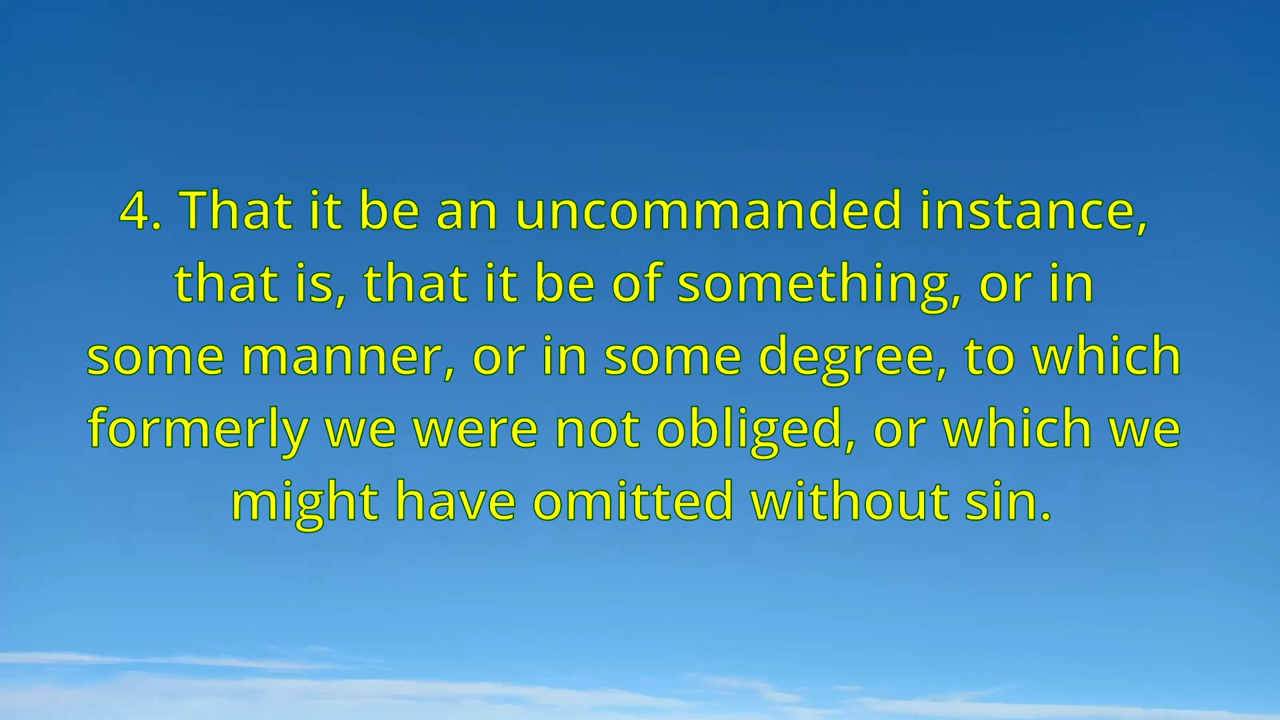 4. That it be an uncommanded instance,
that is, that it be of something, or in
some manner, or in some degree, to which
formerly we were not obliged, or which we
might have omitted without sin.